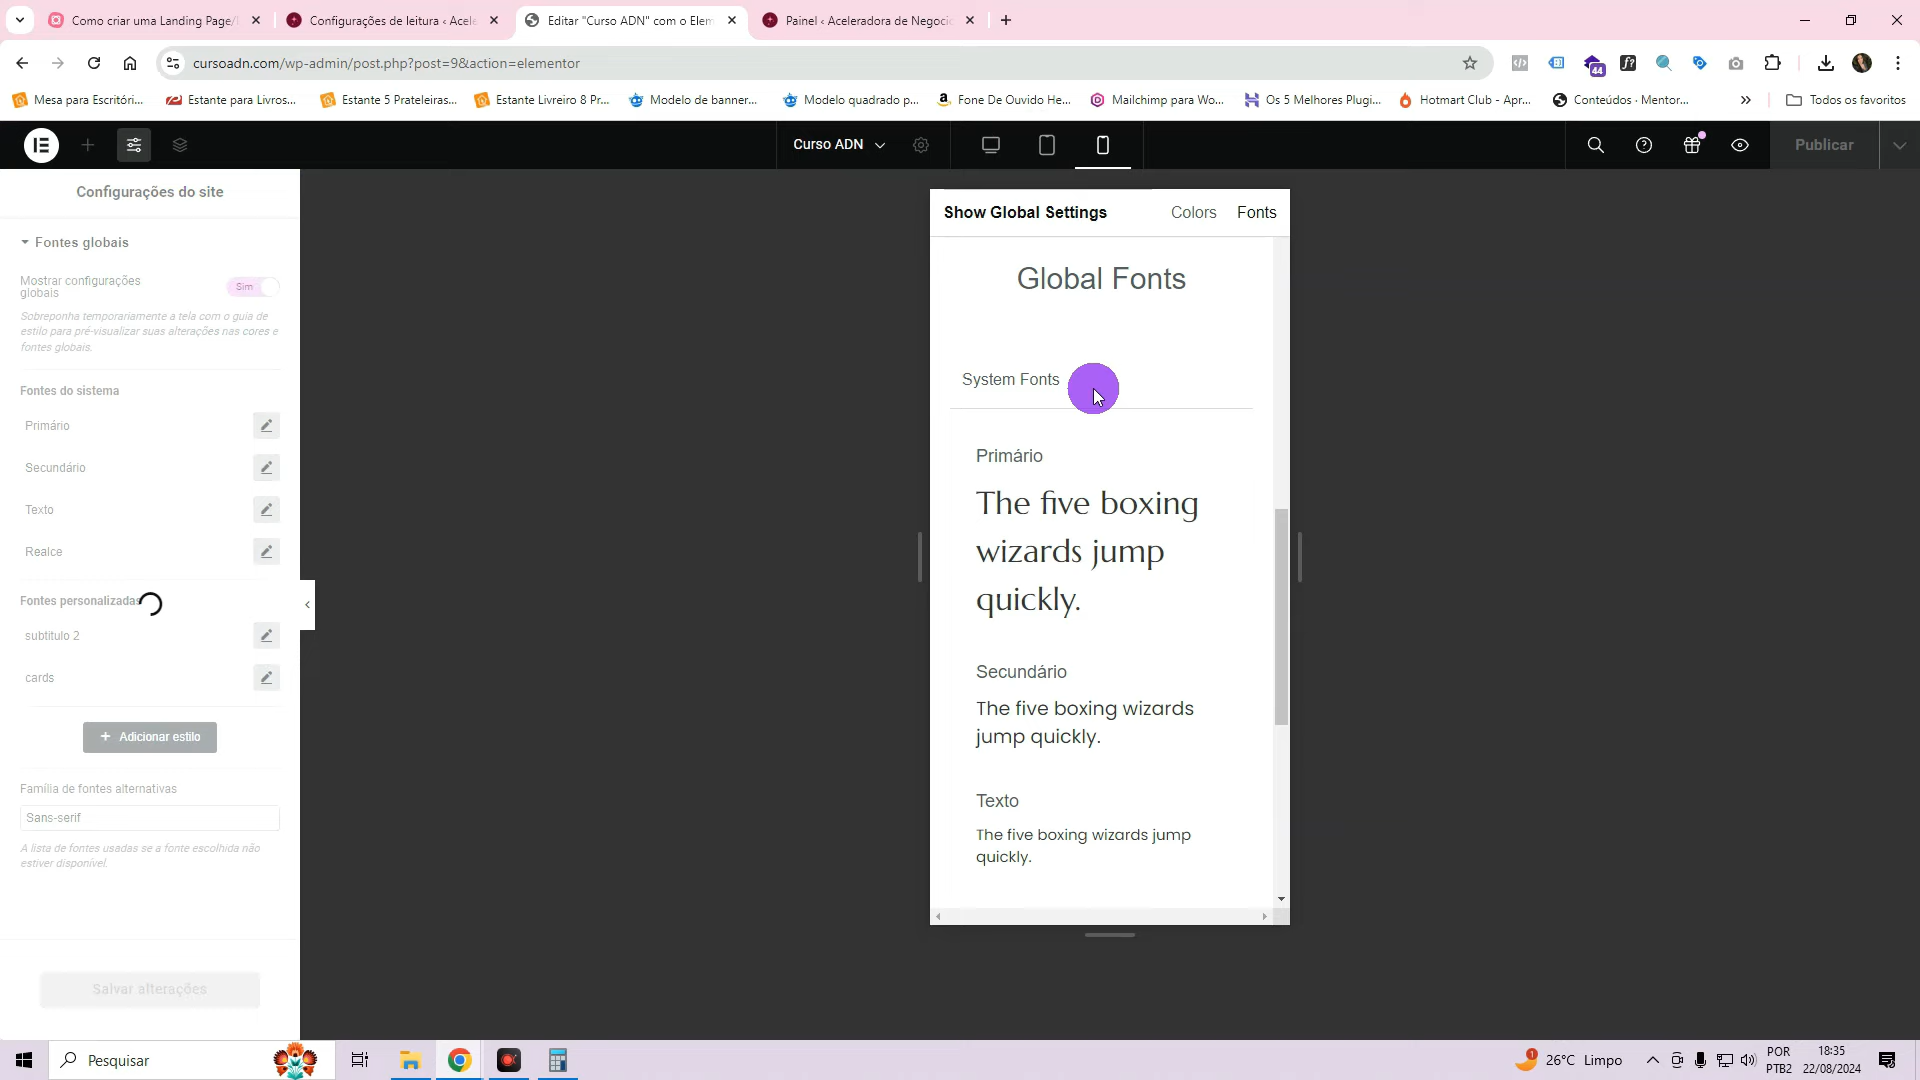 Como criar uma Landing Page/
Configurações de leitura ‹ Acele
Editar "Curso ADN" com o Elem
Painel ‹ Aceleradora de Negocio
cursoadn.com/wp-admin/post.php?post=9&action=elementor
44
f?
Mesa para Escritóri...
Estante para Livros...
Estante 5 Prateleiras...
Estante Livreiro 8 Pr...
Modelo de banner...
Modelo quadrado p...
Fone De Ouvido He...
Mailchimp para Wo...
Os 5 Melhores Plugi...
Hotmart Club - Apr...
Conteúdos · Mentor...
Todos os favoritos
Curso ADN
Publicar
Configurações do site
Fontes globais
Mostrar configurações
globais
Sim
Sobreponha temporariamente a tela com o guia de
estilo para pré-visualizar suas alterações nas cores e
fontes globais.
Fontes do sistema
Primário
Secundário
Texto
Realce
Fontes personalizadas
subtitulo 2
cards
+ Adicionar estilo
Família de fontes alternativas
Sans-serif
A lista de fontes usadas se a fonte escolhida não
estiver disponível.
Salvar alterações
Show Global Settings
Colors
Fonts
Global Fonts
System Fonts
Primário
The five boxing
wizards jump
quickly.
Secundário
The five boxing wizards
jump quickly.
Texto
The five boxing wizards jump
quickly.
Pesquisar
1
26°C Limpo
POR
PTB2
18:35
22/08/2024